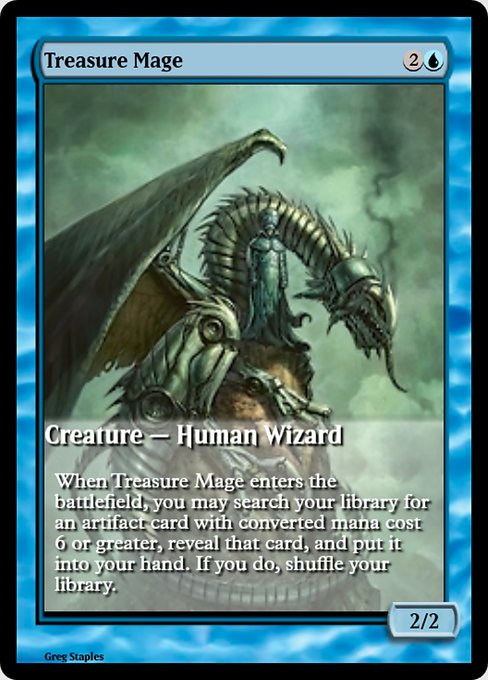 Treasure Mage 2
Creature — Human Wizard
When Treasure Mage enters the
battlefield, you may search your library for
an artifact card with converted mana cost
6 or greater, reveal that card, and put it
into your hand. If you do, shuffle your
library.
2/2
Greg Staples